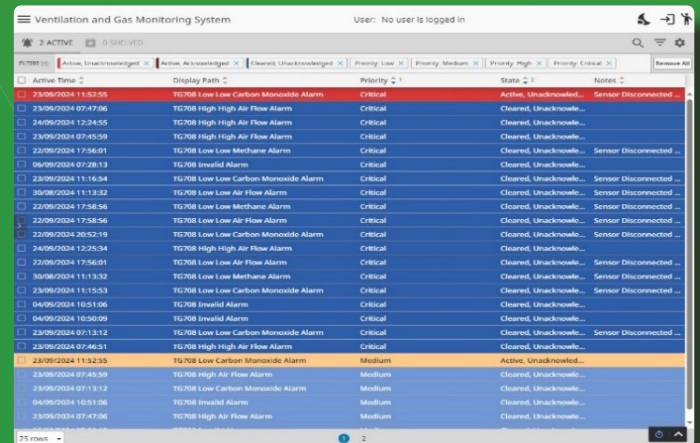 Ventilation and Gas Monitoring System User: No user is logged in
2 ACTIVE 0 SHELVED
FILTERS Active, Unacknowledged Active, Acknowledged Cleared, Unacknowledged Priority: Low Priority: Medium Priority: High Priority: Critical Remove All
Active Time Display Path Priority 1 State 2 Notes
23/09/2024 11:52:55 TG708 Low Low Carbon Monoxide Alarm Critical Active, Unacknowled... Sensor Disconnected ...
23/09/2024 07:47:06 TG708 High High Air Flow Alarm Critical Cleared, Unacknowle...
24/09/2024 12:24:55 TG708 High High Air Flow Alarm Critical Cleared, Unacknowle...
23/09/2024 07:45:59 TG708 High High Air Flow Alarm Critical Cleared, Unacknowle...
22/09/2024 17:56:01 TG708 Low Low Methane Alarm Critical Cleared, Unacknowle... Sensor Disconnected ...
06/09/2024 07:28:13 TG708 Invalid Alarm Critical Cleared, Unacknowle...
23/09/2024 11:16:54 TG708 Low Low Carbon Monoxide Alarm Critical Cleared, Unacknowle... Sensor Disconnected ...
30/08/2024 11:13:32 TG708 Low Low Air Flow Alarm Critical Cleared, Unacknowle... Sensor Disconnected ...
22/09/2024 17:58:56 TG708 Low Low Methane Alarm Critical Cleared, Unacknowle... Sensor Disconnected ...
22/09/2024 17:58:56 TG708 Low Low Air Flow Alarm Critical Cleared, Unacknowle... Sensor Disconnected ...
22/09/2024 20:52:19 TG708 Low Low Carbon Monoxide Alarm Critical Cleared, Unacknowle... Sensor Disconnected ...
24/09/2024 12:25:34 TG708 High High Air Flow Alarm Critical Cleared, Unacknowle...
22/09/2024 17:56:01 TG708 Low Low Air Flow Alarm Critical Cleared, Unacknowle... Sensor Disconnected ...
30/08/2024 11:13:32 TG708 Low Low Methane Alarm Critical Cleared, Unacknowle... Sensor Disconnected ...
23/09/2024 11:15:53 TG708 Low Low Carbon Monoxide Alarm Critical Cleared, Unacknowle... Sensor Disconnected ...
04/09/2024 10:51:06 TG708 Invalid Alarm Critical Cleared, Unacknowle...
04/09/2024 10:50:09 TG708 Invalid Alarm Critical Cleared, Unacknowle...
23/09/2024 07:13:12 TG708 Low Low Carbon Monoxide Alarm Critical Cleared, Unacknowle... Sensor Disconnected ...
23/09/2024 07:46:51 TG708 High High Air Flow Alarm Critical Cleared, Unacknowle...
23/09/2024 11:52:55 TG708 Low Carbon Monoxide Alarm Medium Active, Unacknowled...
23/09/2024 07:45:59 TG708 High Air Flow Alarm Medium Cleared, Unacknowle...
23/09/2024 07:13:12 TG708 Low Carbon Monoxide Alarm Medium Cleared, Unacknowle...
04/09/2024 10:51:06 TG708 Invalid Alarm Medium Cleared, Unacknowle...
23/09/2024 07:47:06 TG708 High Air Flow Alarm Medium Cleared, Unacknowle...
25 rows 1 2